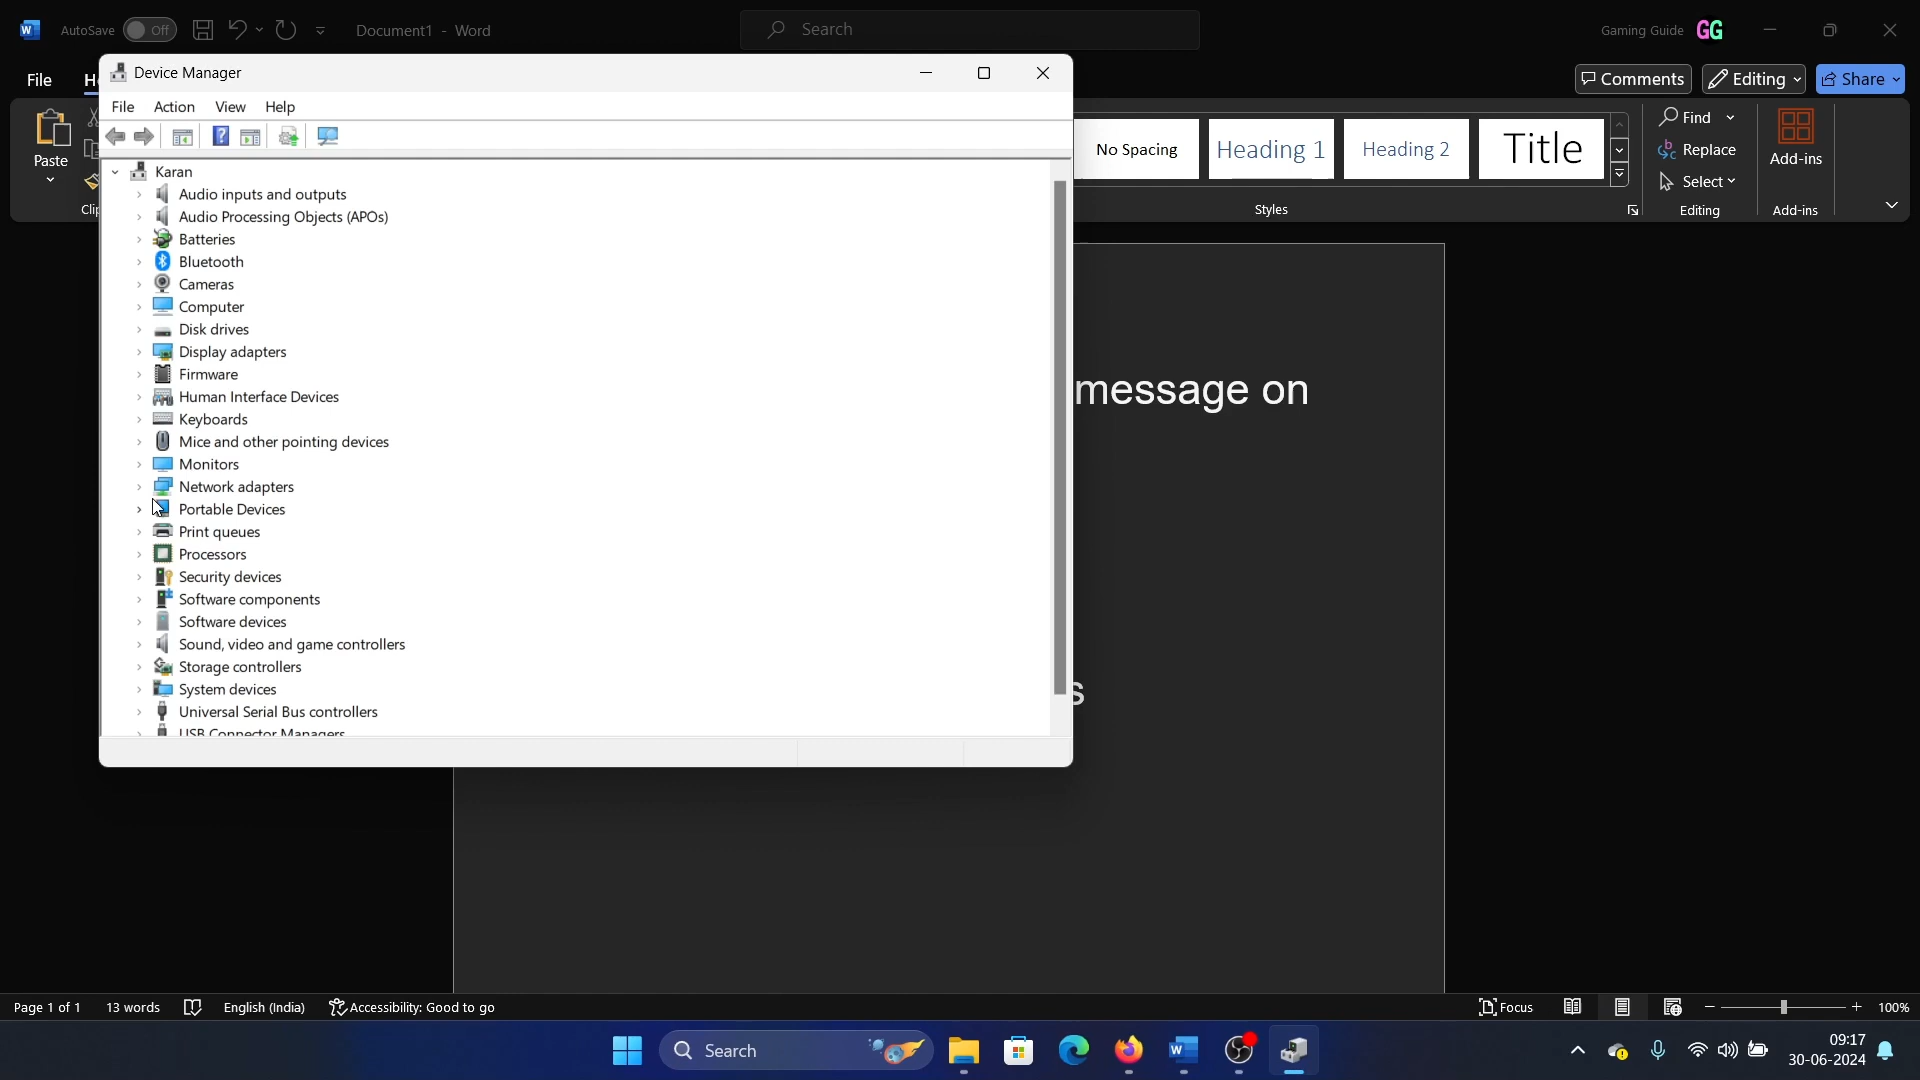 W AutoSave Off Document1 - Word Search Gaming Guide GG
File
Comments Editing Share
Paste
No Spacing Heading 1 Heading 2 Title
Styles
Find
Replace
Select
Editing
Add-ins
Add-ins
Device Manager
File Action View Help
Karan
Audio inputs and outputs
Audio Processing Objects (APOs)
Batteries
Bluetooth
Cameras
Computer
Disk drives
Display adapters
Firmware
Human Interface Devices
Keyboards
Mice and other pointing devices
Monitors
Network adapters
Portable Devices
Print queues
Processors
Security devices
Software components
Software devices
Sound, video and game controllers
Storage controllers
System devices
Universal Serial Bus controllers
USB Connector Managers
message on
Page 1 of 1 13 words English (India) Accessibility: Good to go Focus 100%
Search
W
09:17
30-06-2024